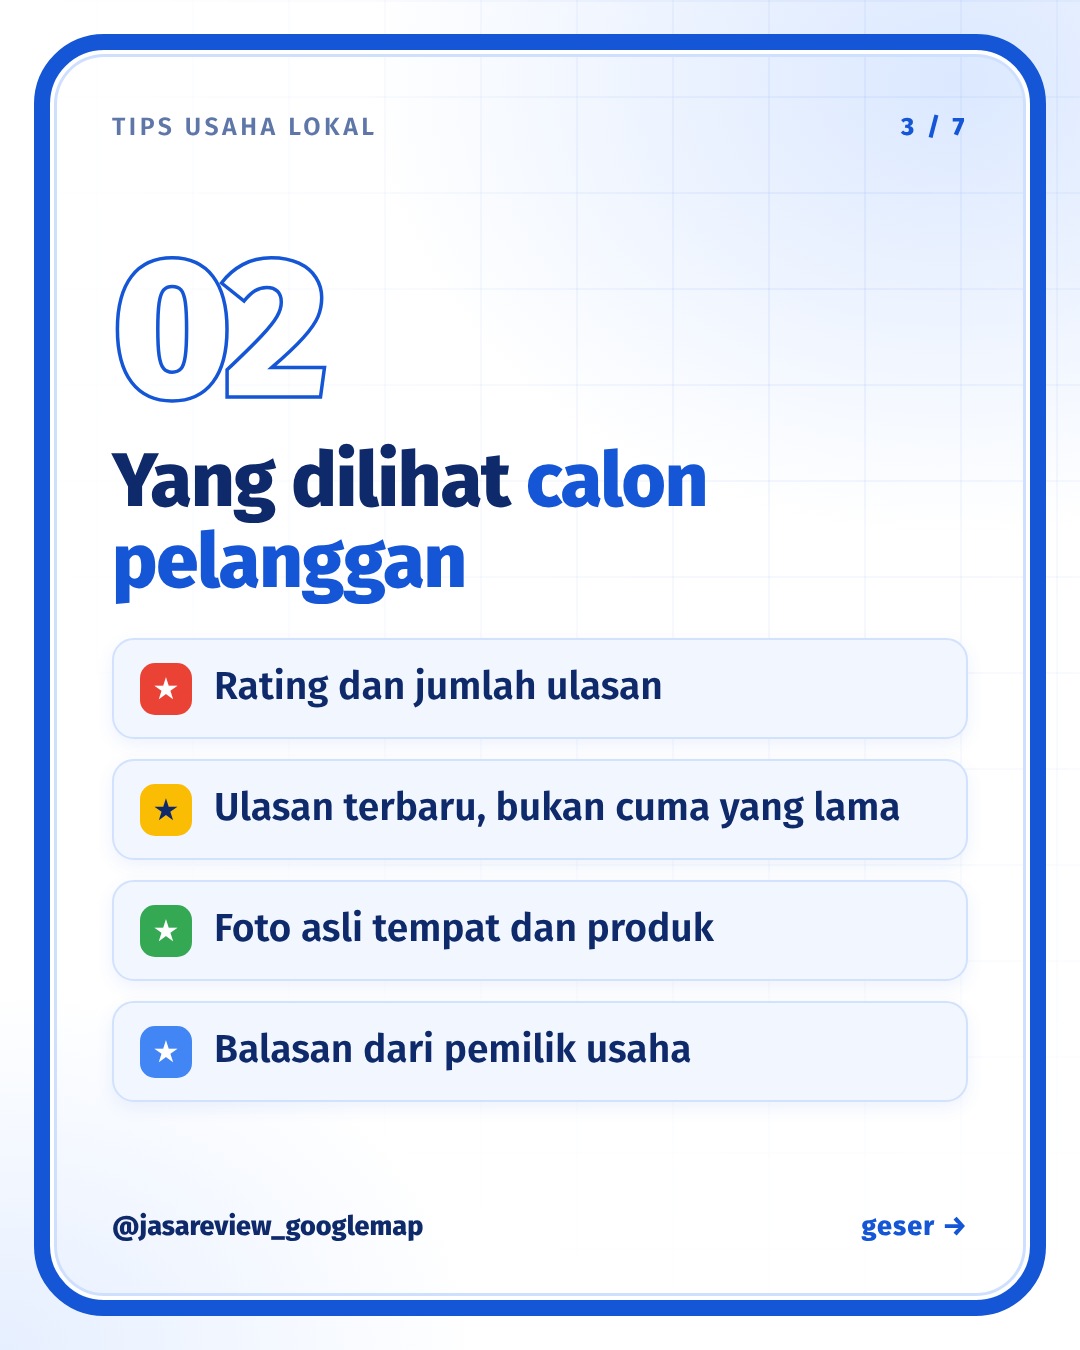 TIPS USAHA LOKAL
3 / 7
02
Yang dilihat calon
pelanggan
Rating dan jumlah ulasan
Ulasan terbaru, bukan cuma yang lama
Foto asli tempat dan produk
Balasan dari pemilik usaha
@jasareview_googlemap
geser →